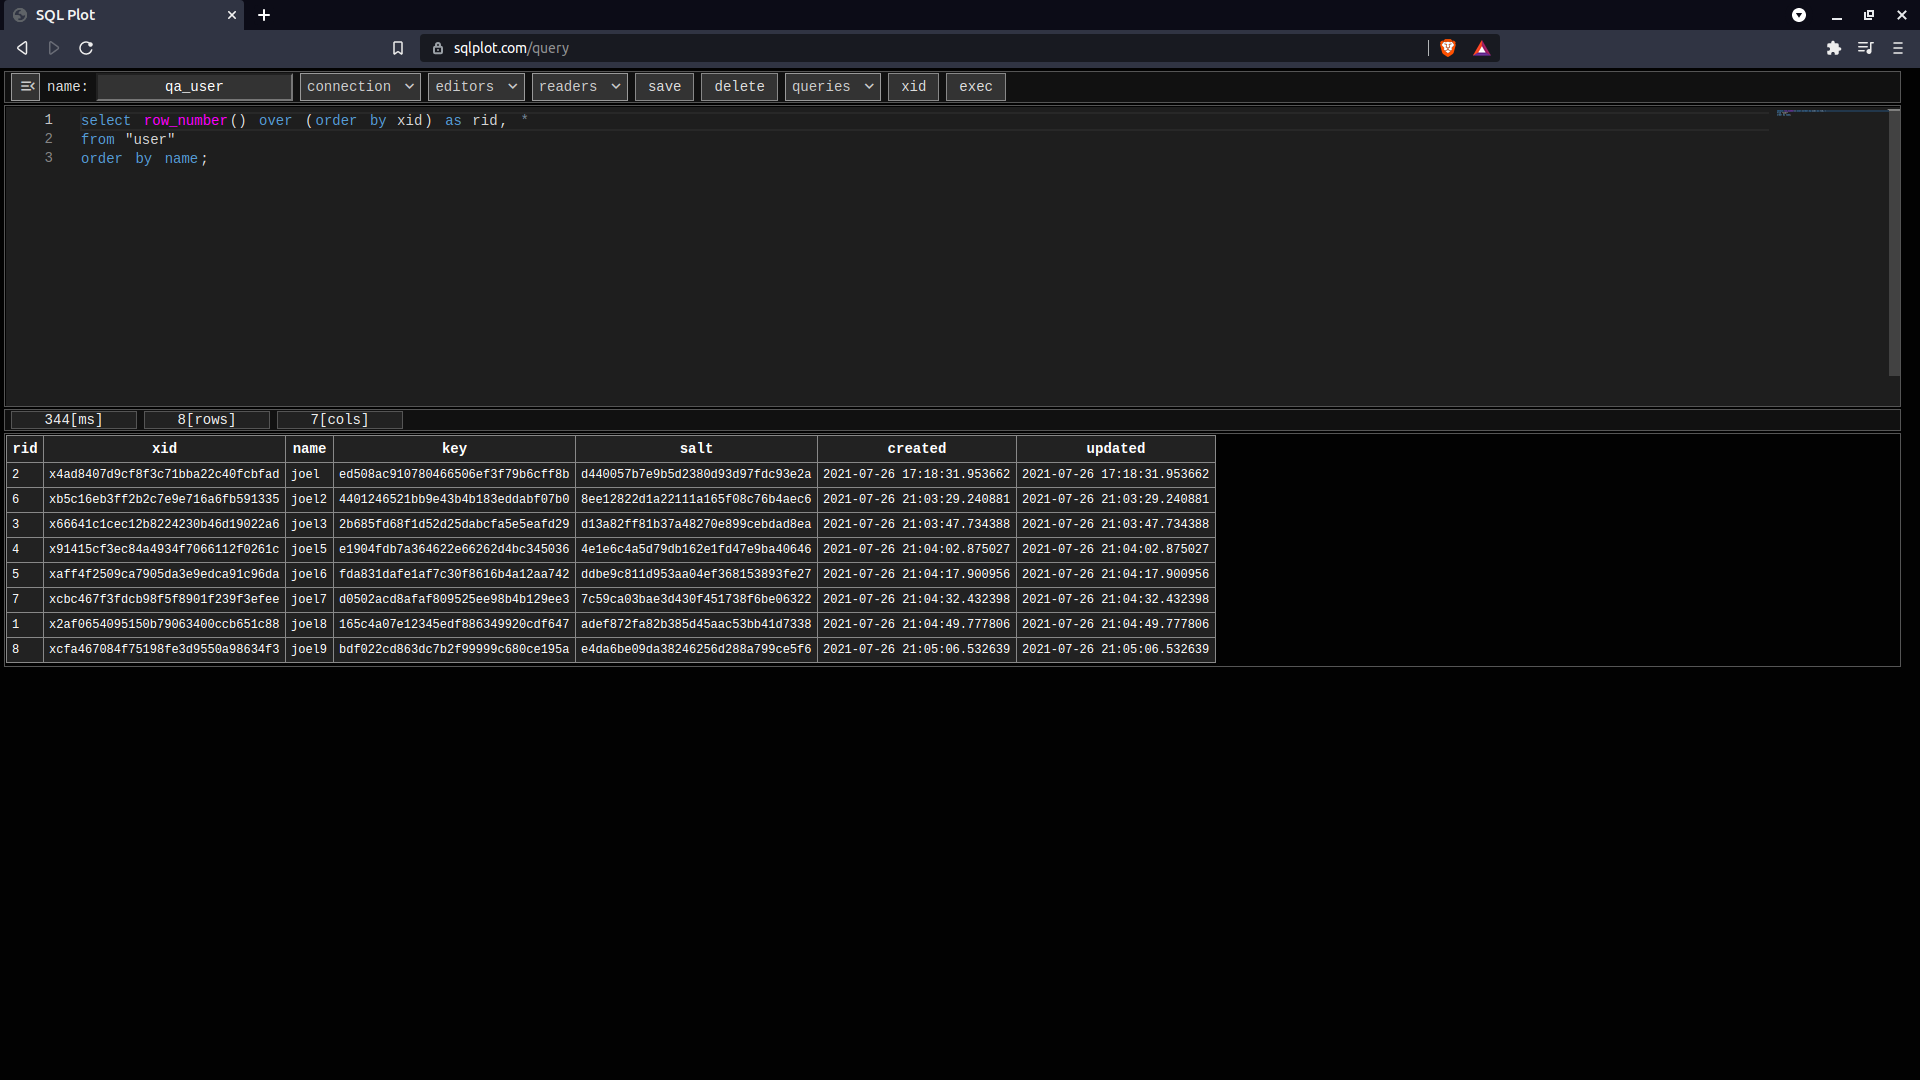 SQL Plot
sqlplot.com/query
name: qa_user connection editors readers save delete queries xid exec
1 select row_number() over (order by xid) as rid, *
2 from "user"
3 order by name;
344[ms] 8[rows] 7[cols]
rid xid name key salt created updated
2 x4ad8407d9cf8f3c71bba22c40fcbfad joel ed508ac910780466506ef3f79b6cff8b d440057b7e9b5d2380d93d97fdc93e2a 2021-07-26 17:18:31.953662 2021-07-26 17:18:31.953662
6 xb5c16eb3ff2b2c7e9e716a6fb591335 joel2 4401246521bb9e43b4b183eddabf07b0 8ee12822d1a22111a165f08c76b4aec6 2021-07-26 21:03:29.240881 2021-07-26 21:03:29.240881
3 x66641c1cec12b8224230b46d19022a6 joel3 2b685fd68f1d52d25dabcfa5e5eafd29 d13a82ff81b37a48270e899cebdad8ea 2021-07-26 21:03:47.734388 2021-07-26 21:03:47.734388
4 x91415cf3ec84a4934f7066112f0261c joel5 e1904fdb7a364622e66262d4bc345036 4e1e6c4a5d79db162e1fd47e9ba40646 2021-07-26 21:04:02.875027 2021-07-26 21:04:02.875027
5 xaff4f2509ca7905da3e9edca91c96da joel6 fda831dafe1af7c30f8616b4a12aa742 ddbe9c811d953aa04ef368153893fe27 2021-07-26 21:04:17.900956 2021-07-26 21:04:17.900956
7 xcbc467f3fdcb98f5f8901f239f3efee joel7 d0502acd8afaf809525ee98b4b129ee3 7c59ca03bae3d430f451738f6be06322 2021-07-26 21:04:32.432398 2021-07-26 21:04:32.432398
1 x2af0654095150b79063400ccb651c88 joel8 165c4a07e12345edf886349920cdf647 adef872fa82b385d45aac53bb41d7338 2021-07-26 21:04:49.777806 2021-07-26 21:04:49.777806
8 xcfa467084f75198fe3d9550a98634f3 joel9 bdf022cd863dc7b2f99999c680ce195a e4da6be09da38246256d288a799ce5f6 2021-07-26 21:05:06.532639 2021-07-26 21:05:06.532639